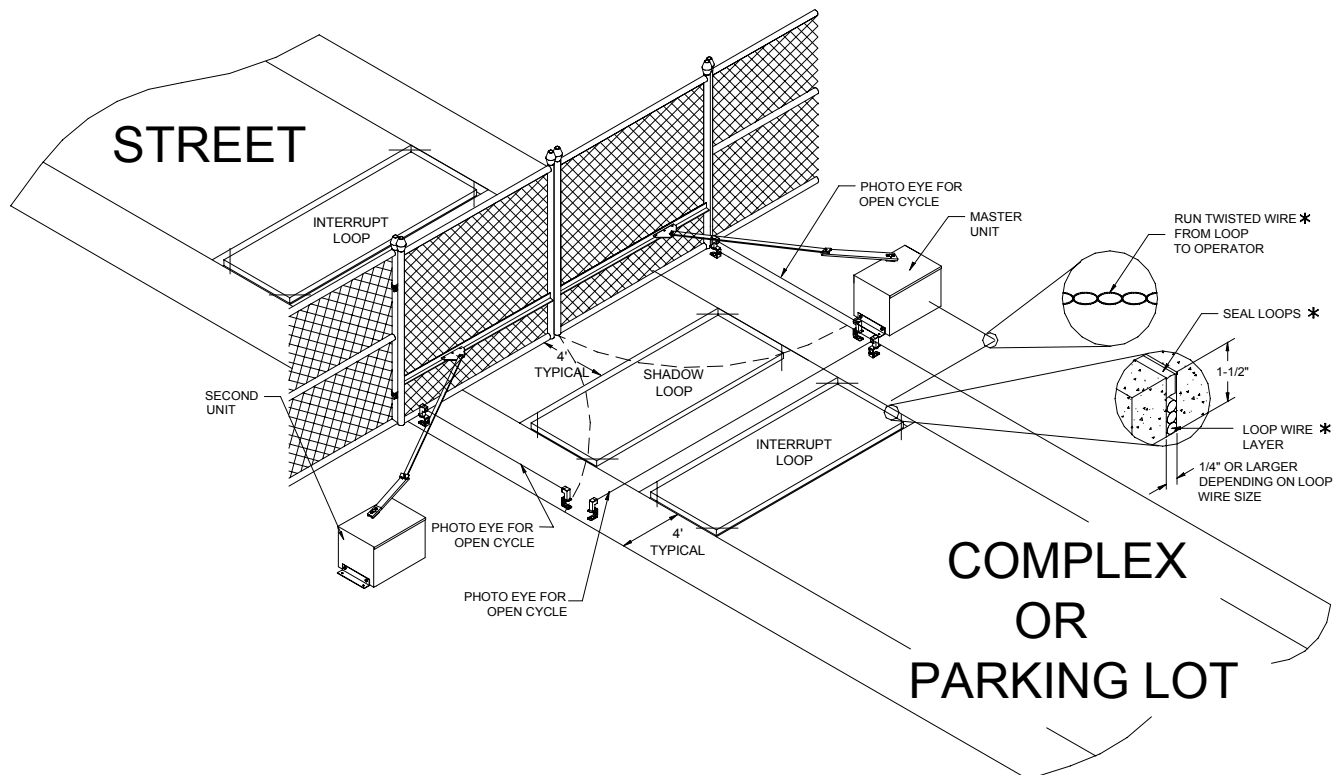 STREET
INTERRUPT
LOOP
PHOTO EYE FOR
OPEN CYCLE
MASTER
UNIT
RUN TWISTED WIRE *
FROM LOOP
TO OPERATOR
SEAL LOOPS *
1-1/2"
4'
TYPICAL
SHADOW
LOOP
SECOND
UNIT
INTERRUPT
LOOP
LOOP WIRE *
LAYER
1/4" OR LARGER
DEPENDING ON LOOP
WIRE SIZE
PHOTO EYE FOR
OPEN CYCLE
4'
TYPICAL
PHOTO EYE FOR
OPEN CYCLE
COMPLEX
OR
PARKING LOT